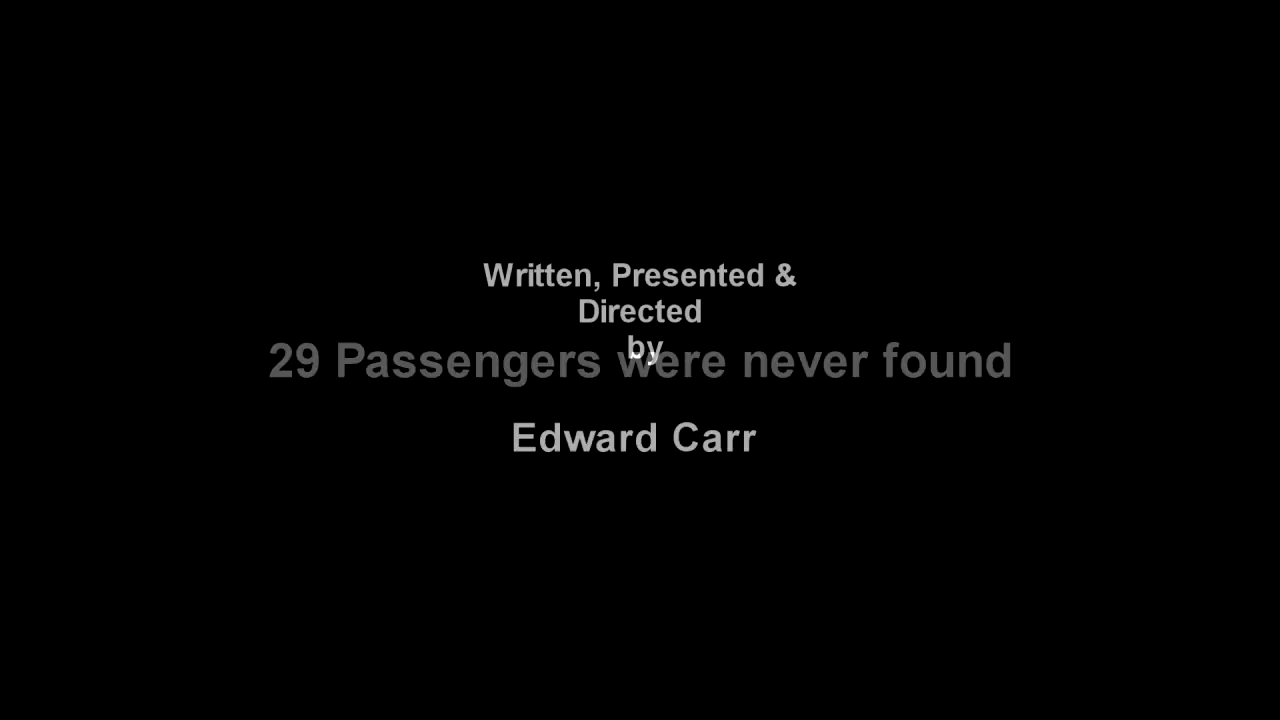 Written, Presented &
Directed
by
29 Passengers were never found
Edward Carr